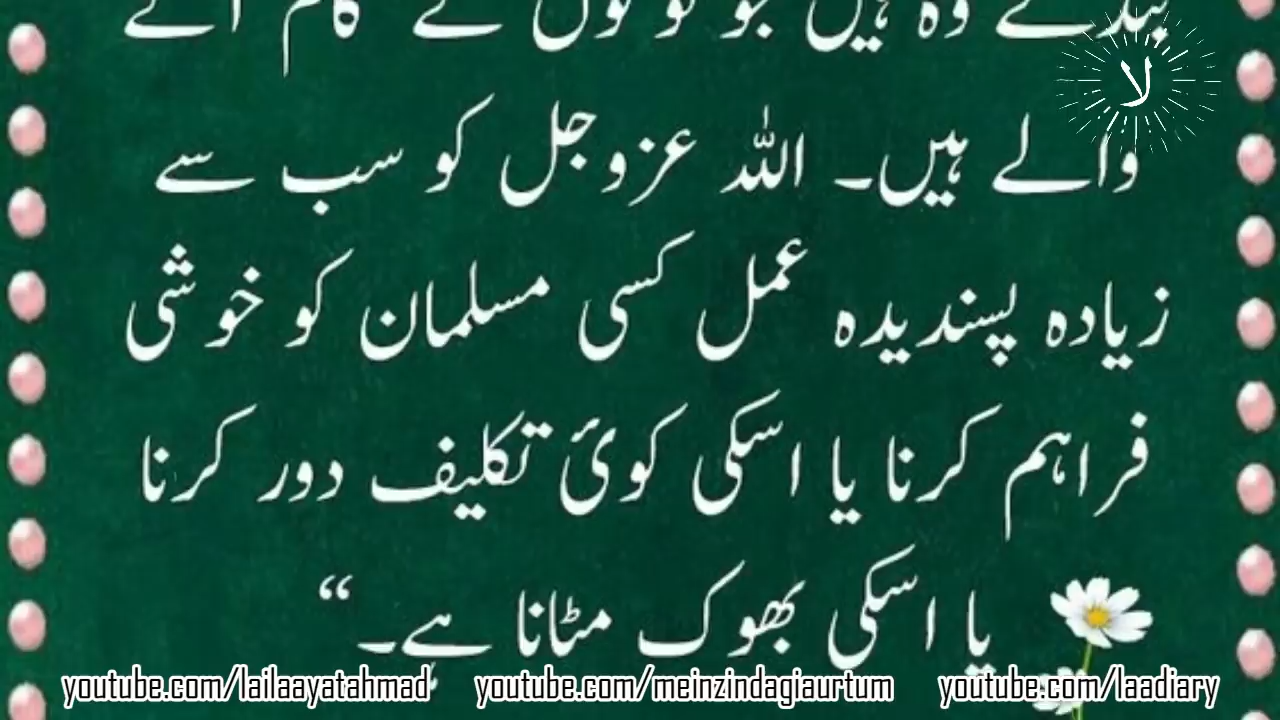 بندے وہ ہیں جو لوگوں کے کام آنے
لا
والے ہیں۔ اللہ عزوجل کو سب سے
زیادہ پسندیدہ عمل کسی مسلمان کو خوشی
فراہم کرنا یا اسکی کوئ تکلیف دور کرنا
یا اسکی بھوک مٹانا ہے۔“
youtube.com/lailaayatahmad youtube.com/meinzindagiaurtum youtube.com/laadiary